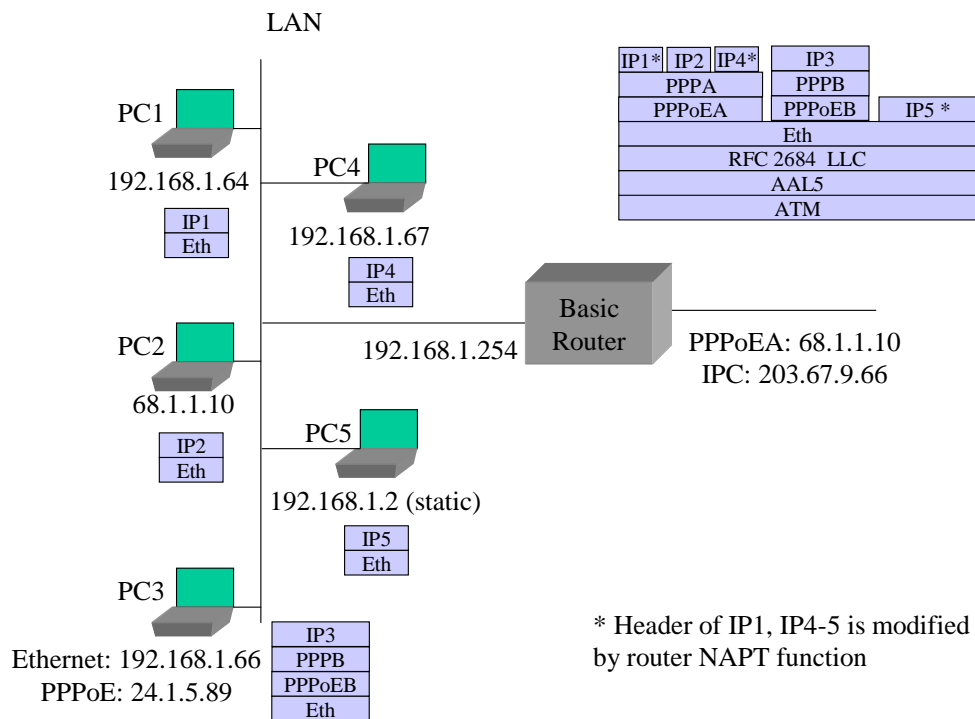 LAN
IP1* IP2 IP4* IP3
PPPA PPPB
PPPoEA PPPoEB IP5 *
Eth
RFC 2684 LLC
AAL5
ATM
PC1
192.168.1.64
IP1
Eth
PC4
192.168.1.67
IP4
Eth
Basic
Router
192.168.1.254
PPPoEA: 68.1.1.10
IPC: 203.67.9.66
PC2
68.1.1.10
IP2
Eth
PC5
192.168.1.2 (static)
IP5
Eth
PC3
Ethernet: 192.168.1.66
PPPoE: 24.1.5.89
IP3
PPPB
PPPoEB
Eth
* Header of IP1, IP4-5 is modified
by router NAPT function